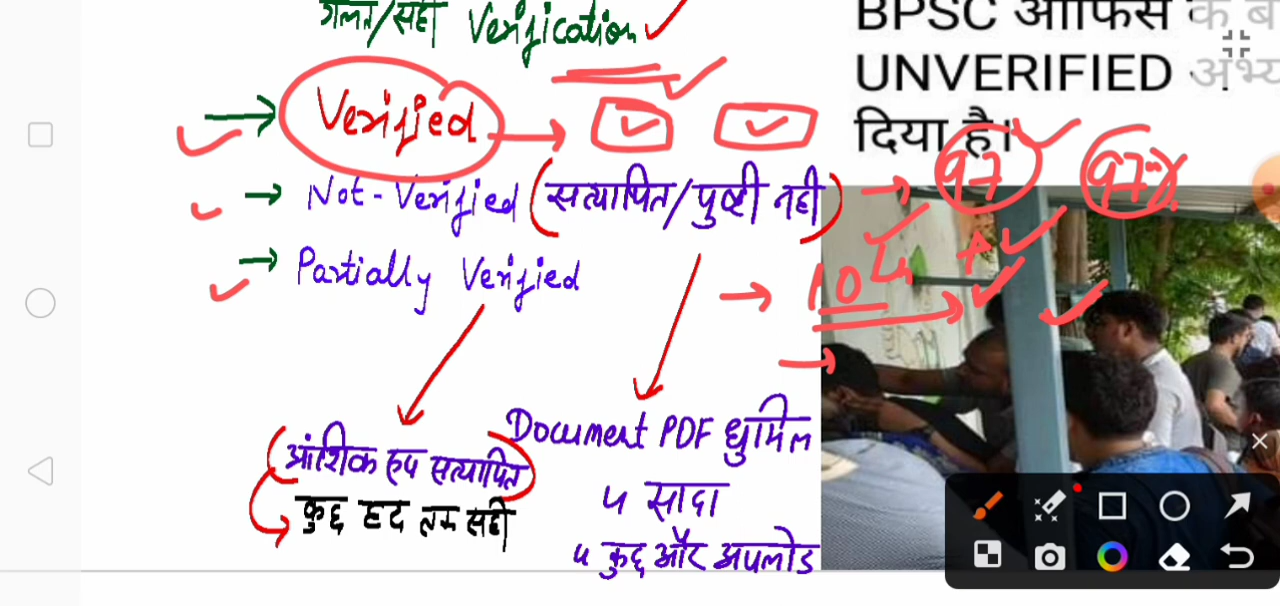 गलत/सही Verification
Verified
Not-Verified (सत्यापित/पुष्टी नही)
Partially Verified
आंशिक रूप सत्यापित
कुछ हद तक सही
Document PDF धुमिल
" सादा
" कुछ और अपलोड
BPSC ऑफिस के ब
UNVERIFIED
अभ्य
दिया है।
97 97
104